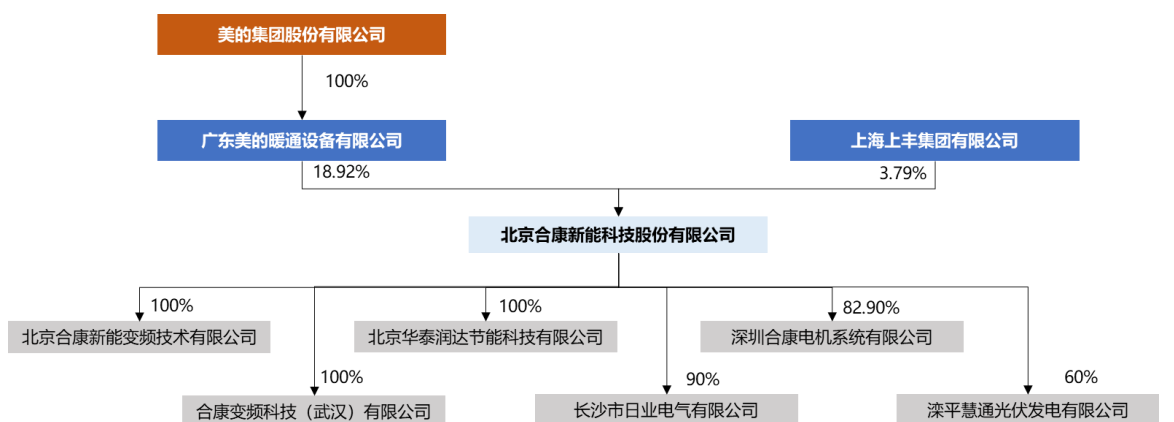 美的集团股份有限公司
100%
广东美的暖通设备有限公司
上海上丰集团有限公司
18.92%
3.79%
北京合康新能科技股份有限公司
100%
100%
82.90%
北京合康新能变频技术有限公司
北京华泰润达节能科技有限公司
深圳合康电机系统有限公司
100%
90%
60%
合康变频科技（武汉）有限公司
长沙市日业电气有限公司
滦平慧通光伏发电有限公司